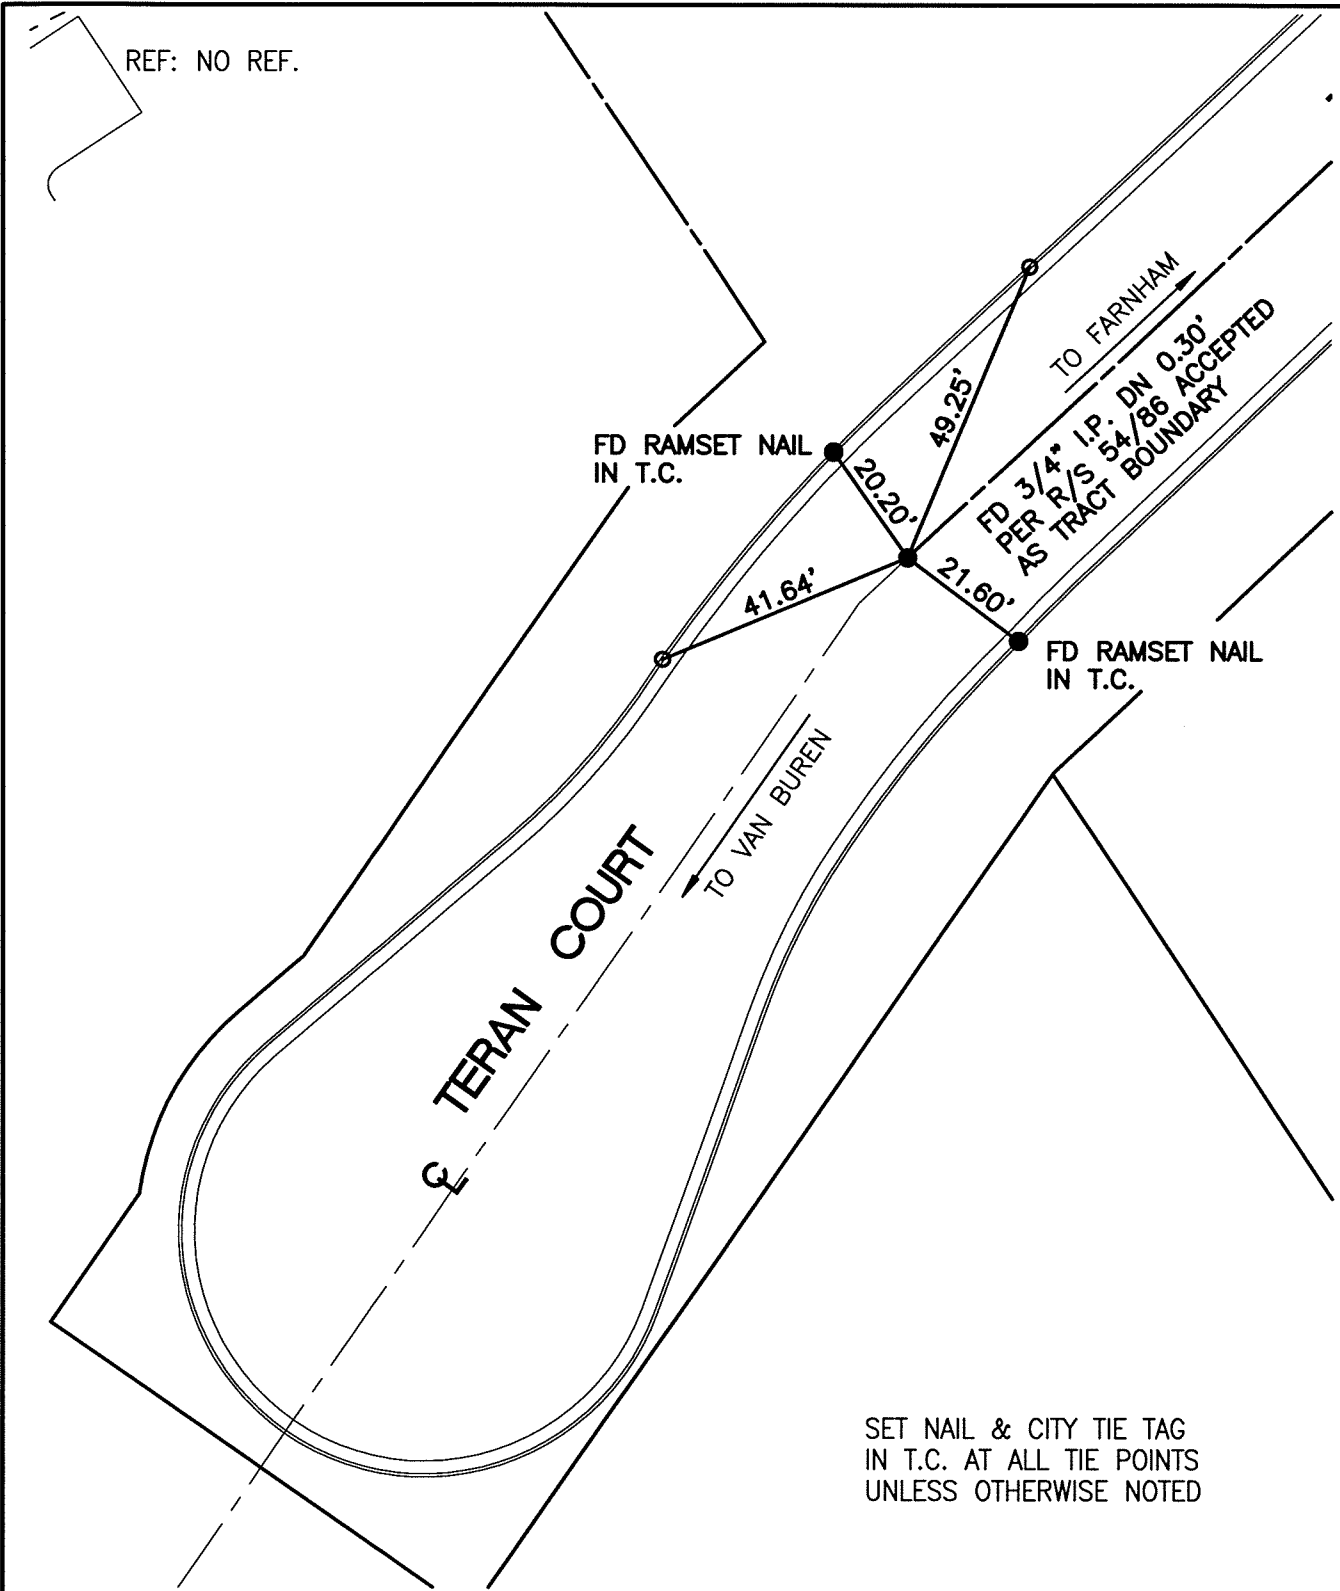 REF: NO REF.
TO FARNHAM
49.25'
FD 3/4" I.P. DN 0.30'
PER R/S 54/86 ACCEPTED
AS TRACT BOUNDARY
FD RAMSET NAIL
IN T.C.
20.20'
41.64'
21.60'
FD RAMSET NAIL
IN T.C.
TO VAN BUREN
℄ TERAN COURT
SET NAIL & CITY TIE TAG
IN T.C. AT ALL TIE POINTS
UNLESS OTHERWISE NOTED